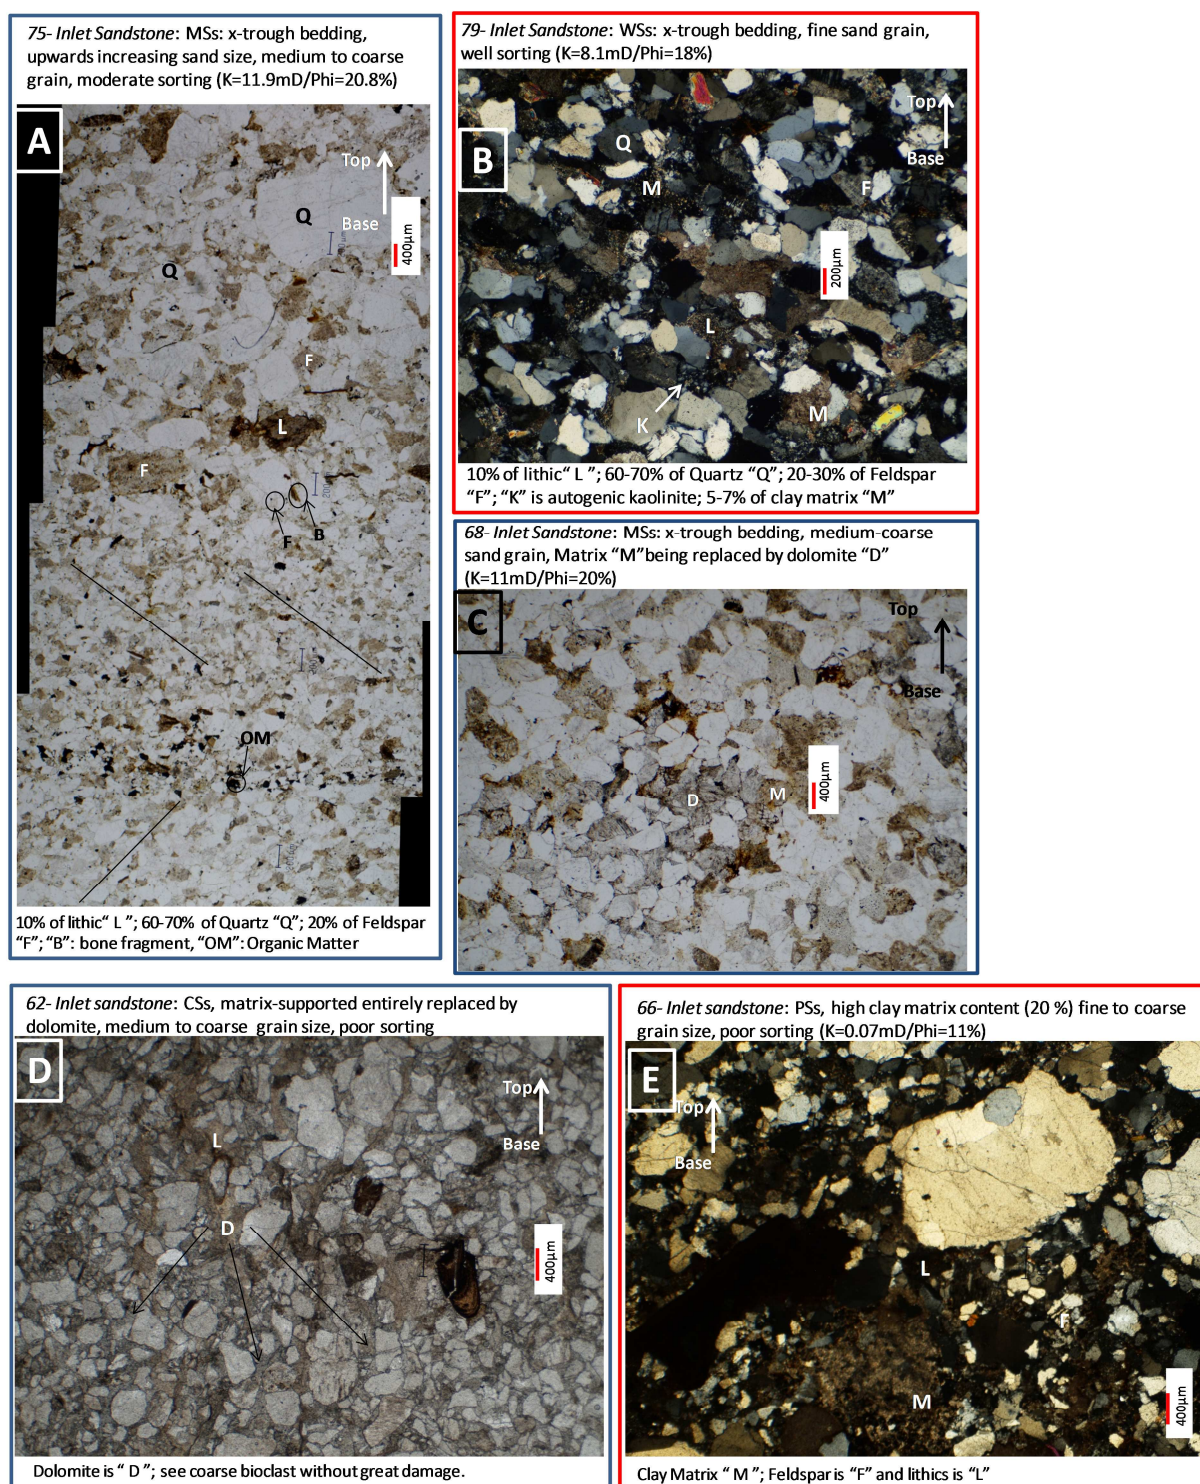 75- Inlet Sandstone: MSs: x-trough bedding,
upwards increasing sand size, medium to coarse
grain, moderate sorting (K=11.9mD/Phi=20.8%)
A
Top
Base
Q
400µm
Q
F
L
F
F
B
OM
10% of lithic“ L ”; 60-70% of Quartz “Q”; 20% of Feldspar
“F”; “B”: bone fragment, “OM”: Organic Matter
79- Inlet Sandstone: WSs: x-trough bedding, fine sand grain,
well sorting (K=8.1mD/Phi=18%)
B
Top
Base
Q
M
F
200µm
L
K
M
10% of lithic“ L ”; 60-70% of Quartz “Q”; 20-30% of Feldspar
“F”; “K” is autogenic kaolinite; 5-7% of clay matrix “M”
68- Inlet Sandstone: MSs: x-trough bedding, medium-coarse
sand grain, Matrix “M”being replaced by dolomite “D”
(K=11mD/Phi=20%)
C
Top
Base
D
M
400µm
62- Inlet sandstone: CSs, matrix-supported entirely replaced by
dolomite, medium to coarse grain size, poor sorting
D
Top
Base
L
D
400µm
Dolomite is “ D ”; see coarse bioclast without great damage.
66- Inlet sandstone: PSs, high clay matrix content (20 %) fine to coarse
grain size, poor sorting (K=0.07mD/Phi=11%)
E
Top
Base
L
F
M
400µm
Clay Matrix “ M ”; Feldspar is “F” and lithics is “L”